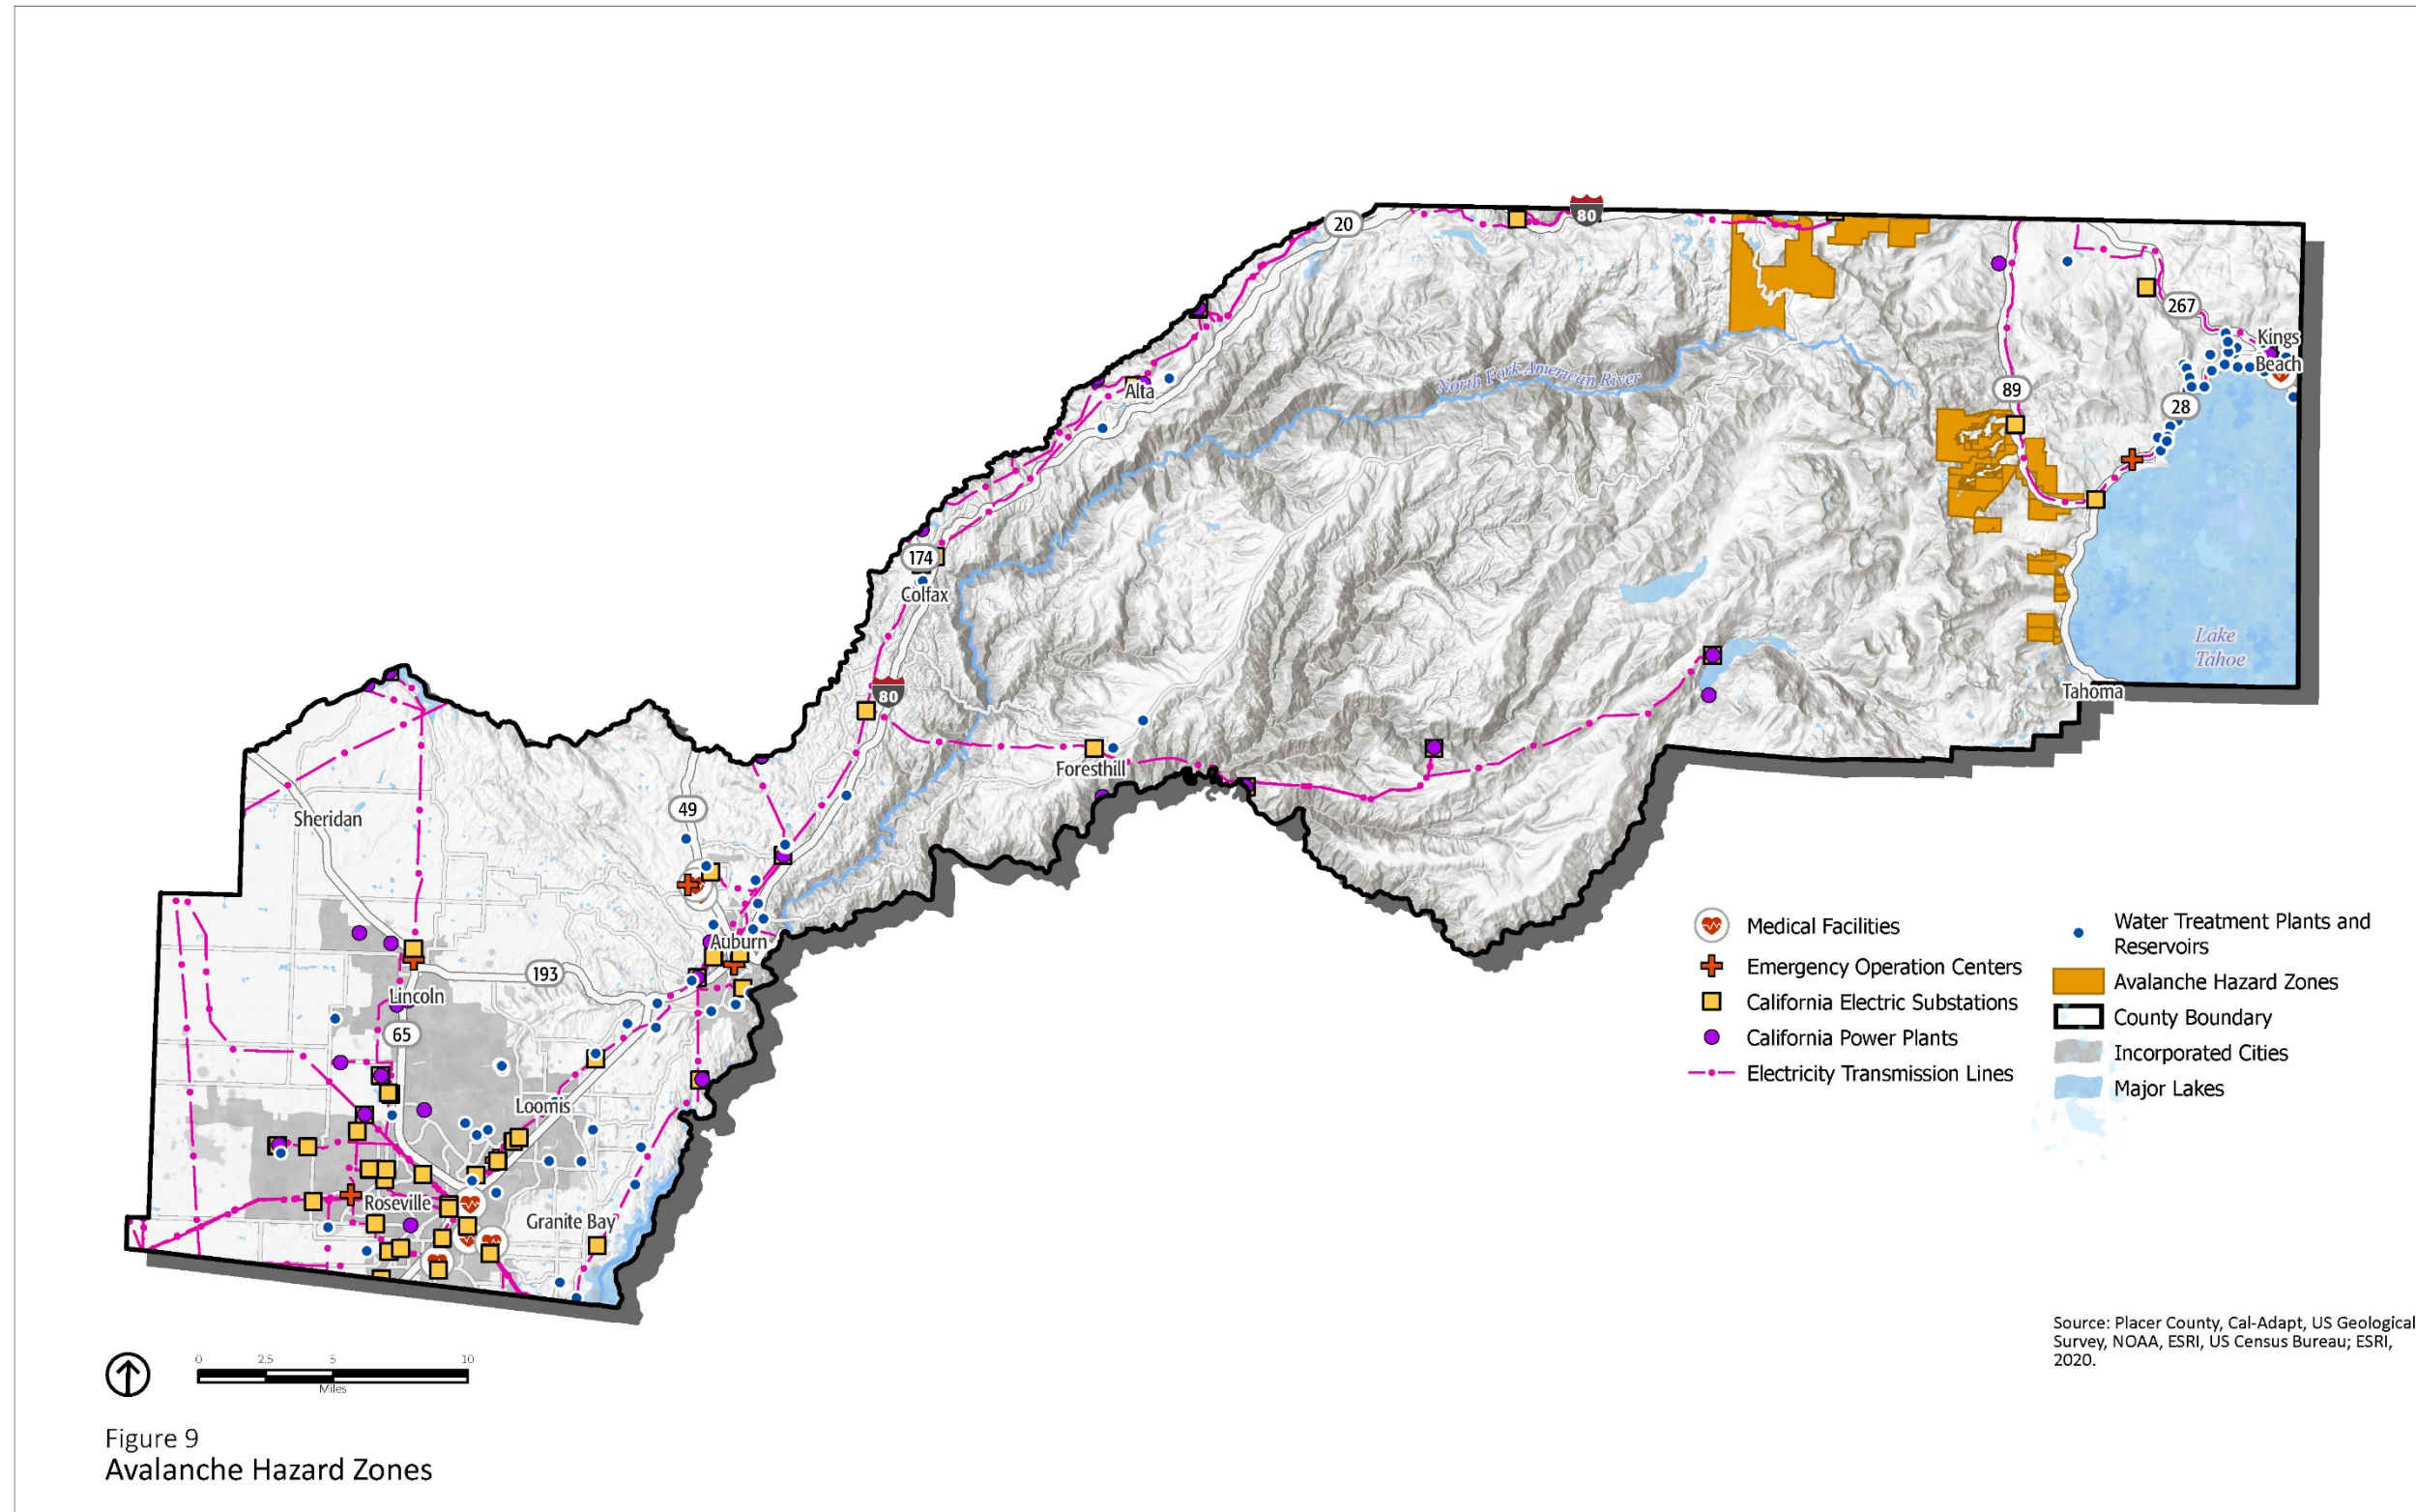 20
80
267
Kings
Beach
Alta
North Fork American River
89
28
174
Colfax
Lake
Tahoe
80
Tahoma
Foresthill
49
Sheridan
Auburn
193
Lincoln
65
Loomis
Roseville
Granite Bay
Medical Facilities
Emergency Operation Centers
California Electric Substations
California Power Plants
Electricity Transmission Lines
Water Treatment Plants and
Reservoirs
Avalanche Hazard Zones
County Boundary
Incorporated Cities
Major Lakes
Source: Placer County, Cal-Adapt, US Geological
Survey, NOAA, ESRI, US Census Bureau; ESRI,
2020.
0 2.5 5 10
Miles
Figure 9
Avalanche Hazard Zones